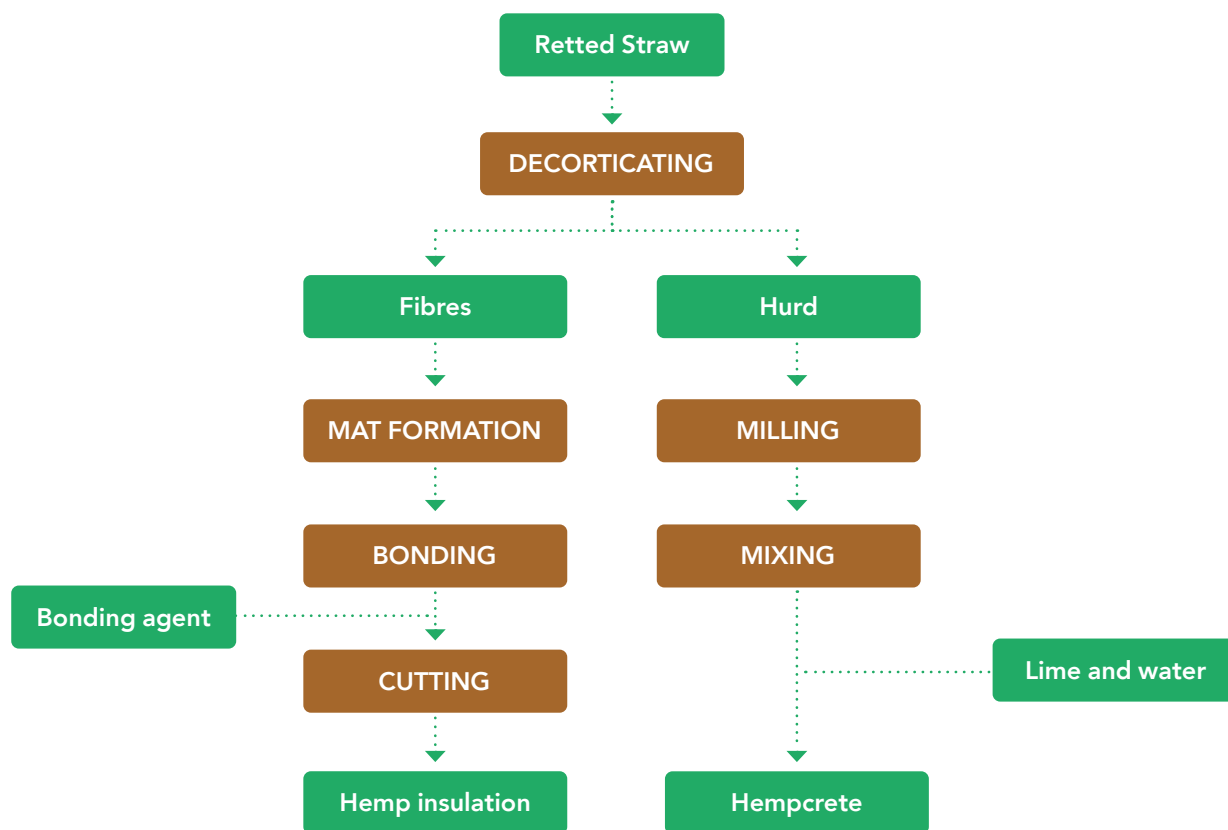 Retted Straw
DECORTICATING
Fibres
Hurd
MAT FORMATION
MILLING
BONDING
MIXING
Bonding agent
Lime and water
CUTTING
Hemp insulation
Hempcrete